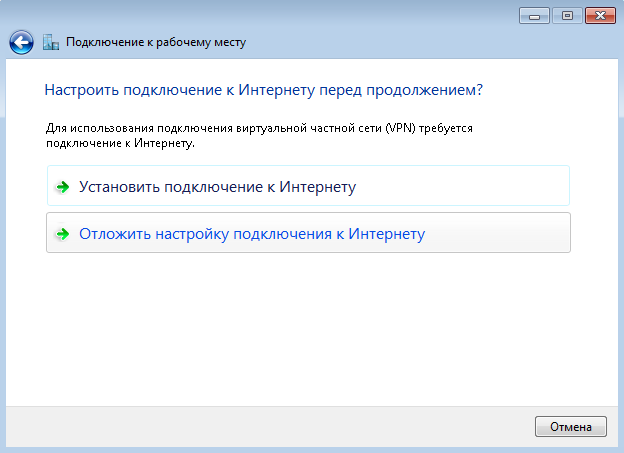 Подключение к рабочему месту
Настроить подключение к Интернету перед продолжением?
Для использования подключения виртуальной частной сети (VPN) требуется
подключение к Интернету.
Установить подключение к Интернету
Отложить настройку подключения к Интернету
Отмена